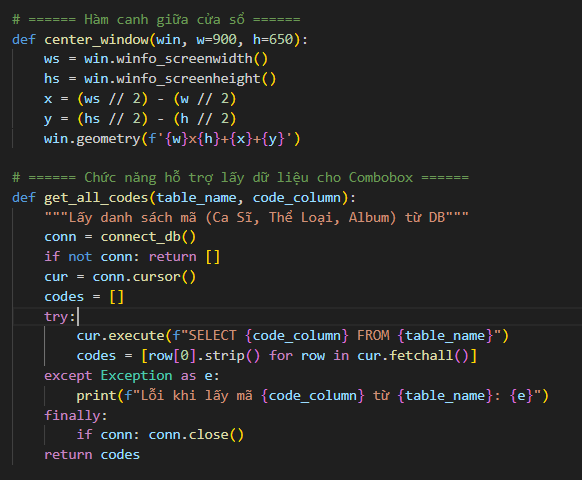 # ====== Hàm canh giữa cửa sổ ======
def center_window(win, w=900, h=650):
    ws = win.winfo_screenwidth()
    hs = win.winfo_screenheight()
    x = (ws // 2) - (w // 2)
    y = (hs // 2) - (h // 2)
    win.geometry(f'{w}x{h}+{x}+{y}')

# ====== Chức năng hỗ trợ lấy dữ liệu cho Combobox ======
def get_all_codes(table_name, code_column):
    """Lấy danh sách mã (Ca Sĩ, Thể Loại, Album) từ DB"""
    conn = connect_db()
    if not conn: return []
    cur = conn.cursor()
    codes = []
    try:
        cur.execute(f"SELECT {code_column} FROM {table_name}")
        codes = [row[0].strip() for row in cur.fetchall()]
    except Exception as e:
        print(f"Lỗi khi lấy mã {code_column} từ {table_name}: {e}")
    finally:
        if conn: conn.close()
    return codes